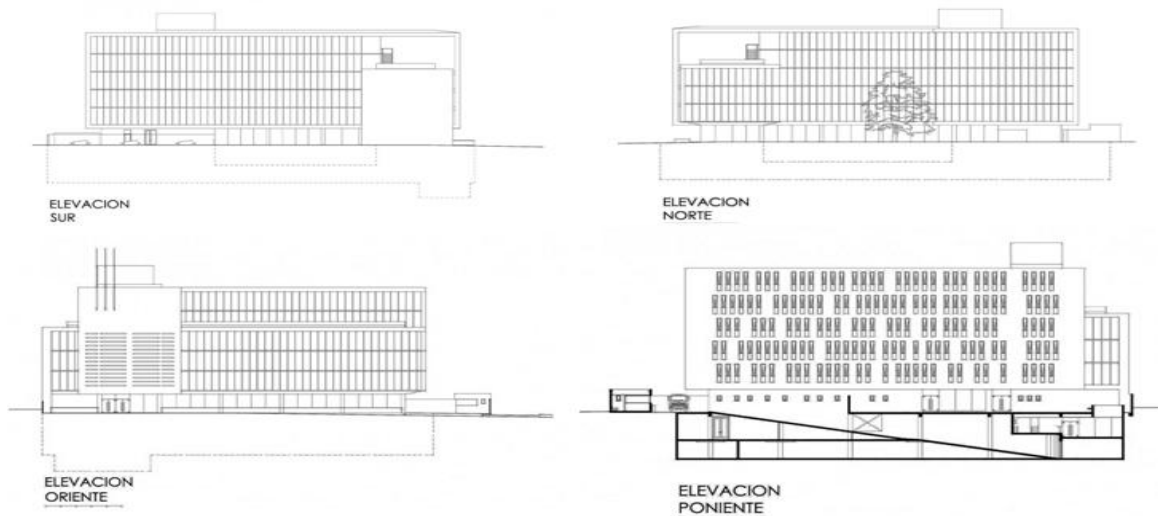 ELEVACION
SUR
ELEVACION
NORTE
ELEVACION
ORIENTE
ELEVACION
PONIENTE